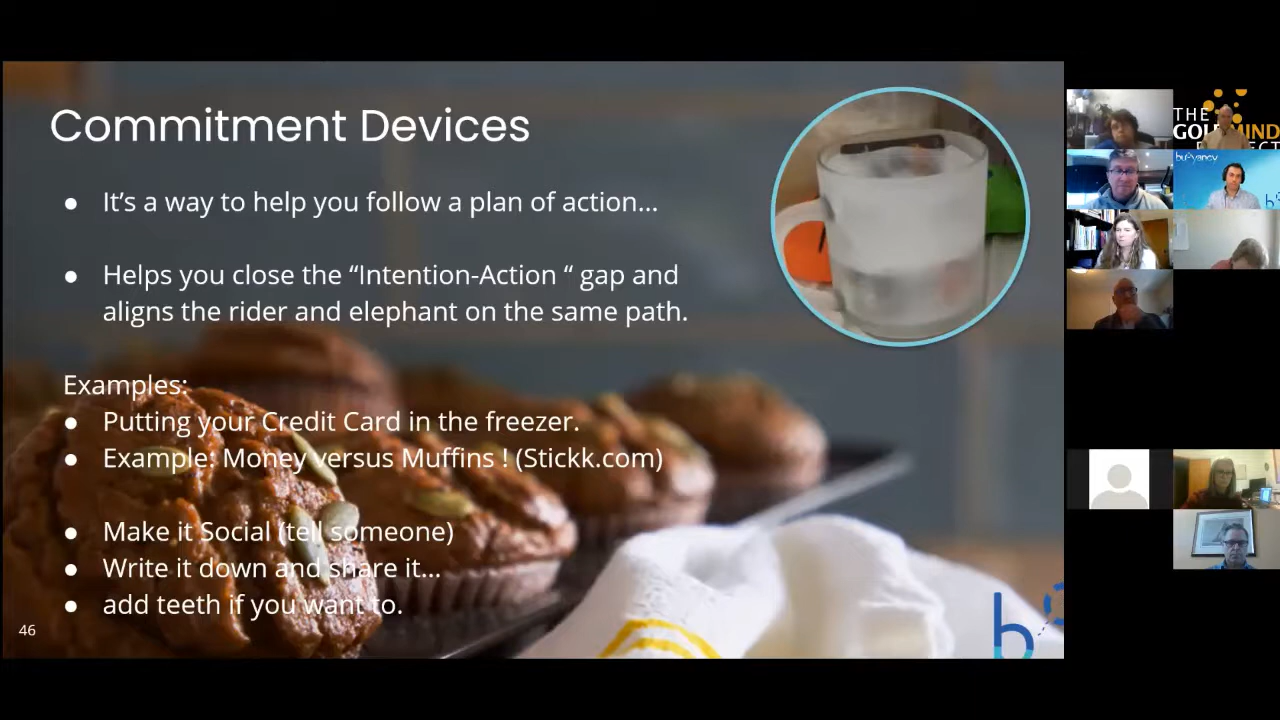 Commitment Devices
● It's a way to help you follow a plan of action...
● Helps you close the “Intention-Action “ gap and
aligns the rider and elephant on the same path.
Examples:
● Putting your Credit Card in the freezer.
● Example: Money versus Muffins ! (Stickk.com)
● Make it Social (tell someone)
● Write it down and share it...
● add teeth if you want to.
46
b
THE